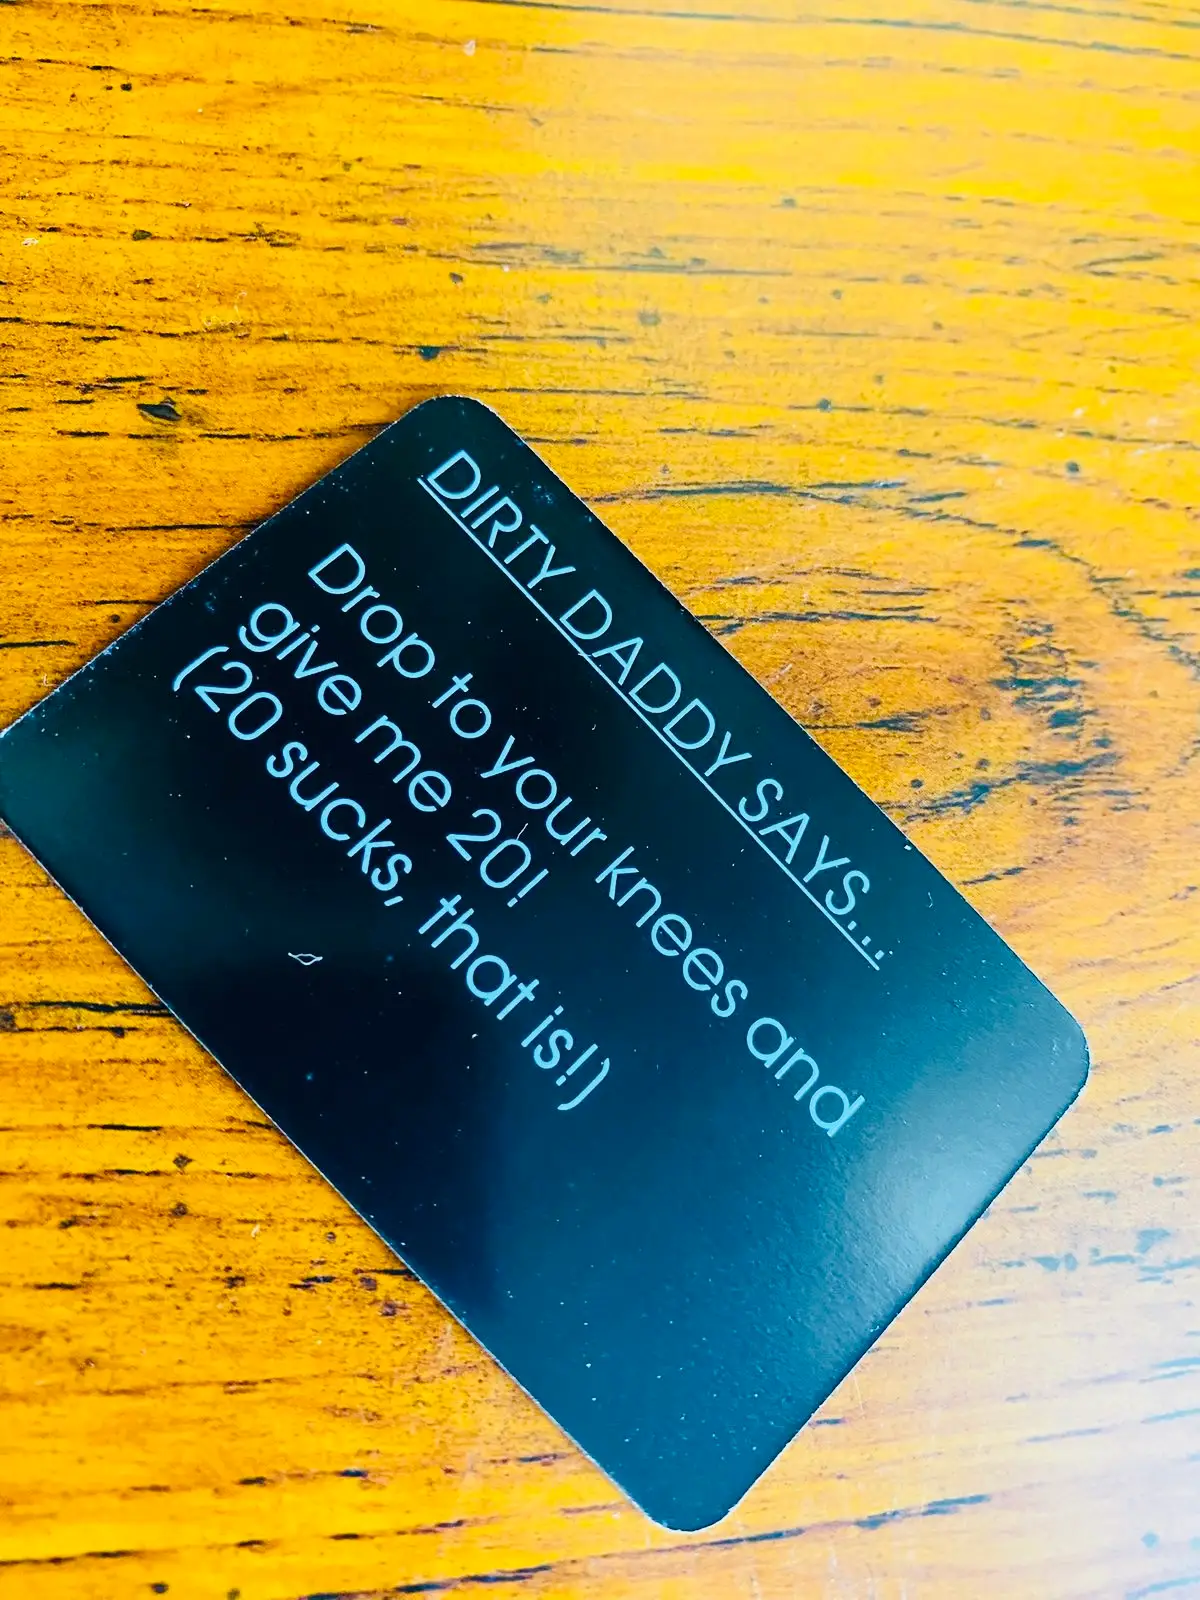 DIRTY DADDY SAYS...
Drop to your knees and
give me 20!
(20 sucks, that is!)